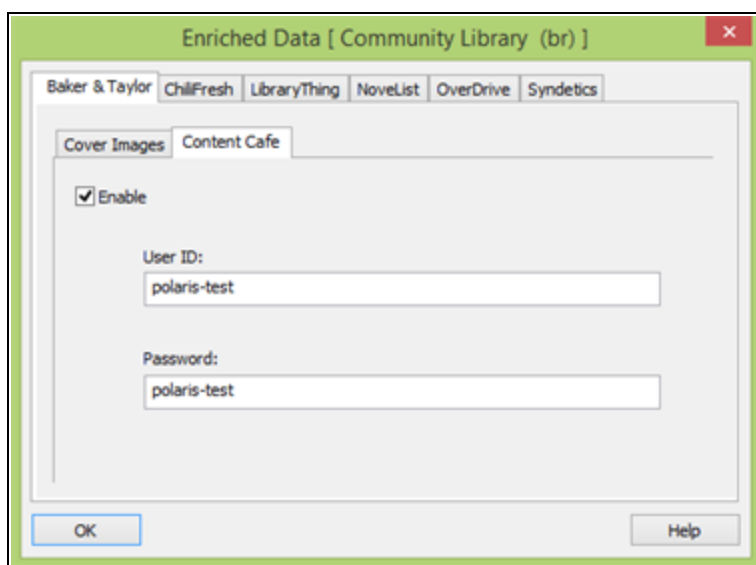 Enriched Data [ Community Library (br) ]
Baker & Taylor ChiliFresh LibraryThing NoveList OverDrive Syndetics
Cover Images Content Cafe
Enable
User ID:
polaris-test
Password:
polaris-test
OK Help